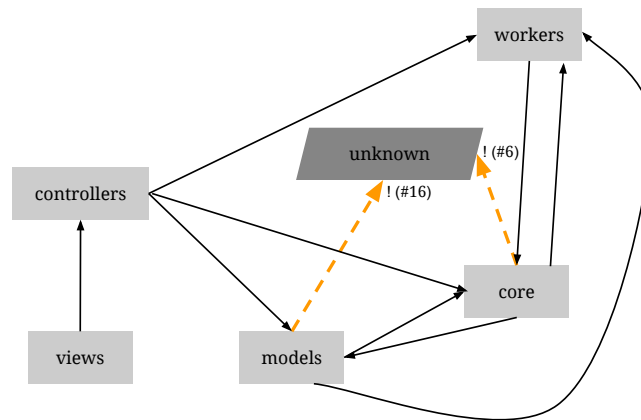 workers
unknown
! (#6)
controllers
! (#16)
core
views
models